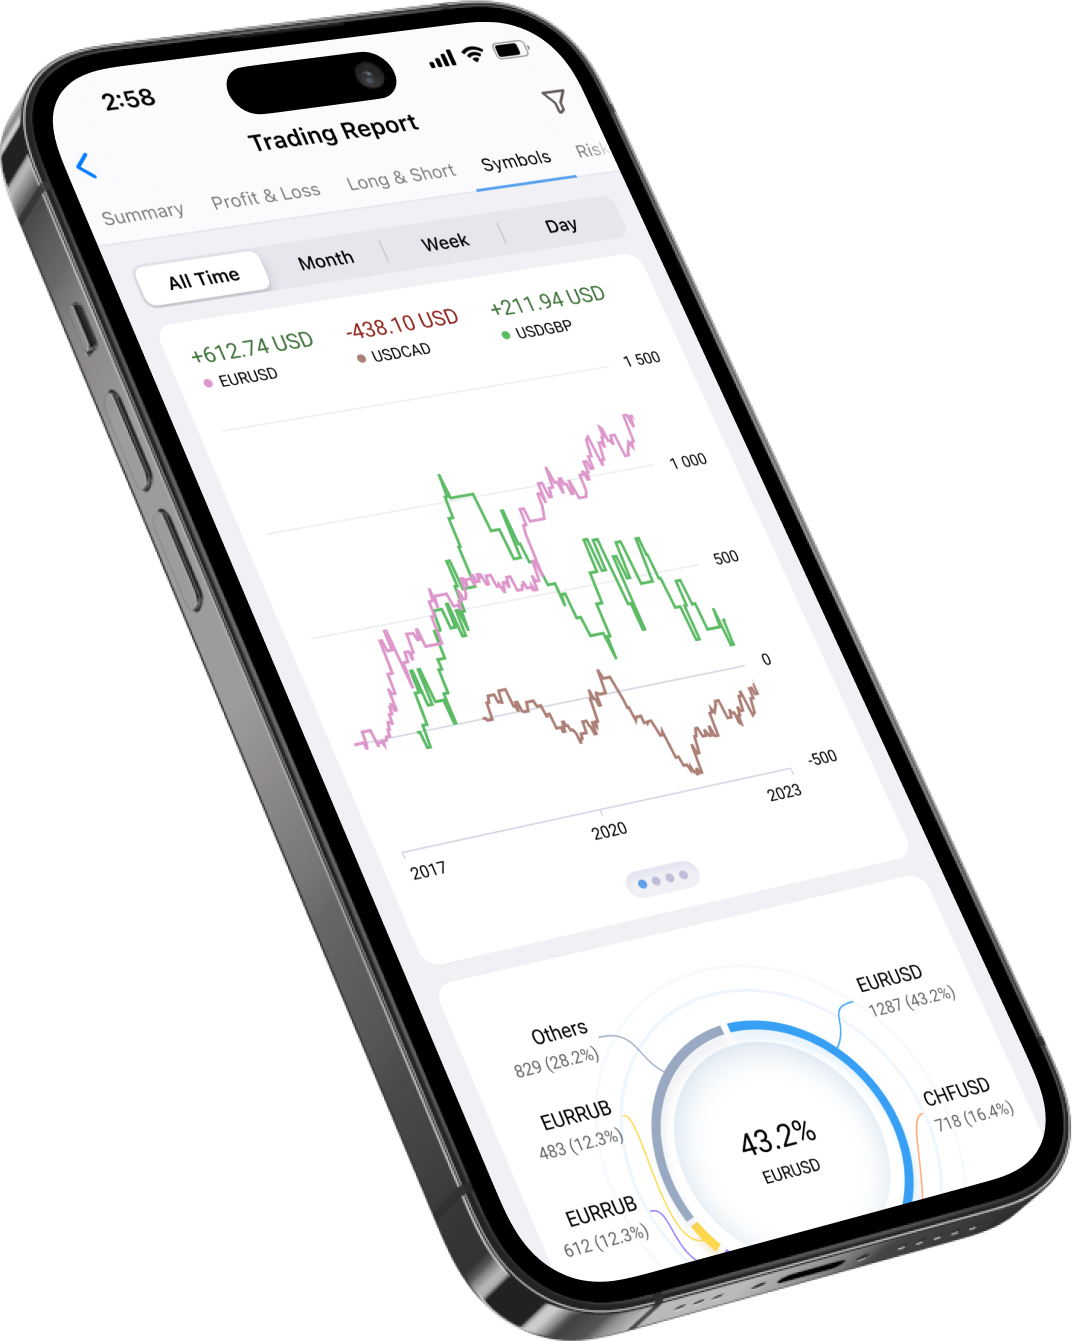 2:58
Trading Report
Summary Profit & Loss Long & Short Symbols Risk
All Time Month Week Day
+612.74 USD -438.10 USD +211.94 USD
EURUSD USDCAD USDGBP
1 500
1 000
500
0
-500
2017 2020 2023
Others
829 (28.2%)
EURUSD
1287 (43.2%)
EURRUB
483 (12.3%)
CHFUSD
718 (16.4%)
43.2%
EURUSD
EURRUB
612 (12.3%)